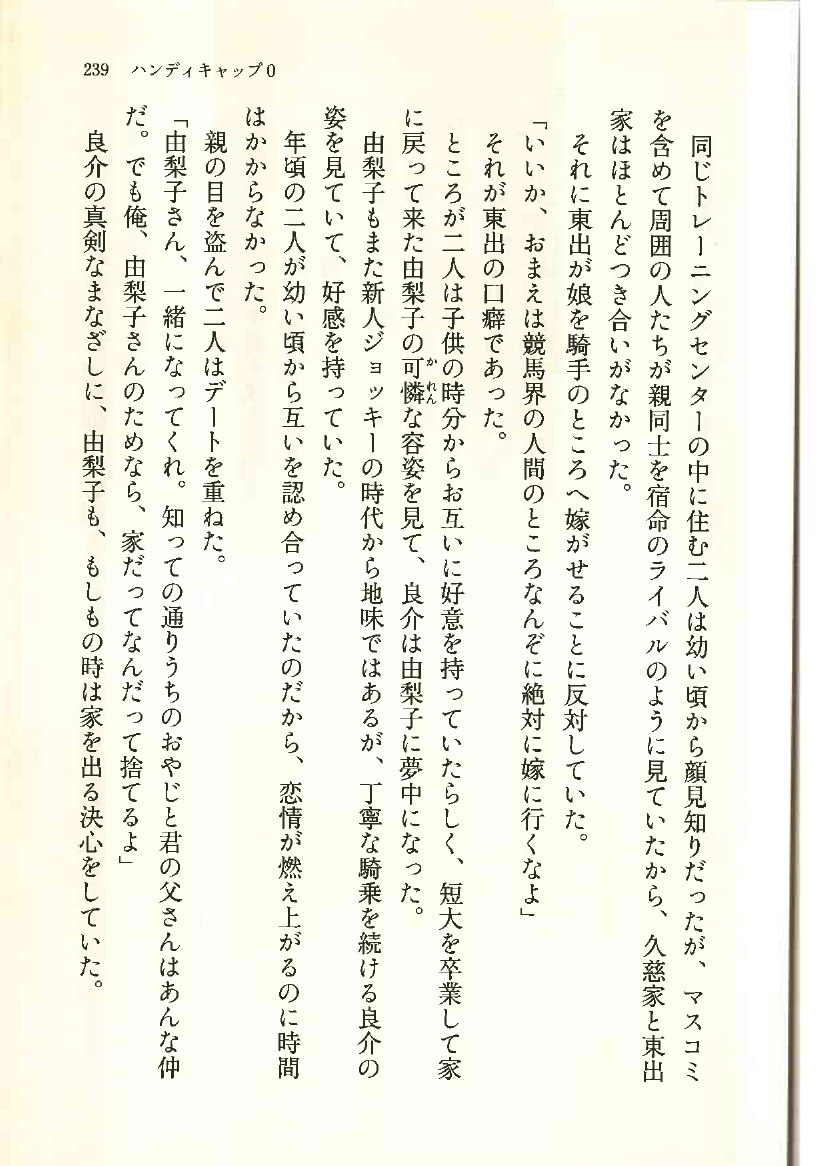 239 ハンディキャップ0
同じトレーニングセンターの中に住む二人は幼い頃から顔見知りだったが、マスコミ
を含めて周囲の人たちが親同士を宿命のライバルのように見ていたから、久慈家と東出
家はほとんどつき合いがなかった。
それに東出が娘を騎手のところへ嫁がせることに反対していた。
「いいか、おまえは競馬界の人間のところなんぞに絶対に嫁に行くなよ」
それが東出の口癖であった。
ところが二人は子供の時分からお互いに好意を持っていたらしく、短大を卒業して家
に戻って来た由梨子の可憐な容姿を見て、良介は由梨子に夢中になった。
由梨子もまた新人ジョッキーの時代から地味ではあるが、丁寧な騎乗を続ける良介の
姿を見ていて、好感を持っていた。
年頃の二人が幼い頃から互いを認め合っていたのだから、恋情が燃え上がるのに時間
はかからなかった。
親の目を盗んで二人はデートを重ねた。
「由梨子さん、一緒になってくれ。知っての通りうちのおやじと君の父さんはあんな仲
だ。でも俺、由梨子さんのためなら、家だってなんだって捨てるよ」
良介の真剣なまなざしに、由梨子も、もしもの時は家を出る決心をしていた。